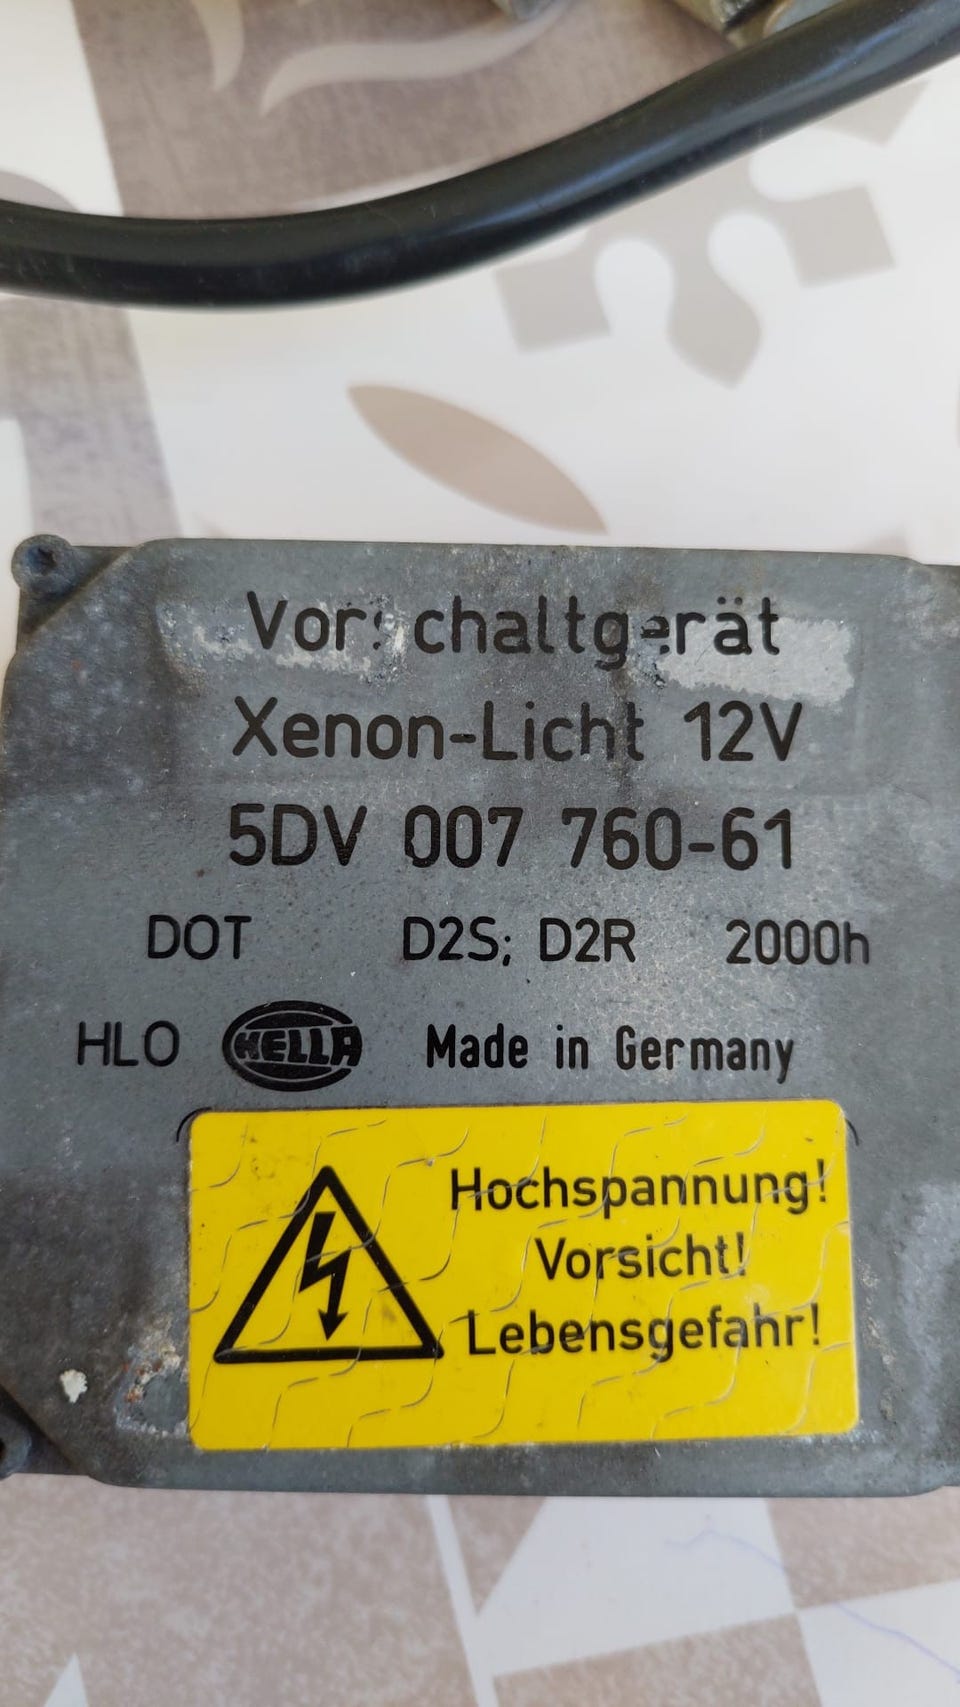 Vorschaltgerät
Xenon-Licht 12V
5DV 007 760-61
DOT D2S; D2R 2000h
HLO HELLA Made in Germany
Hochspannung!
Vorsicht!
Lebensgefahr!